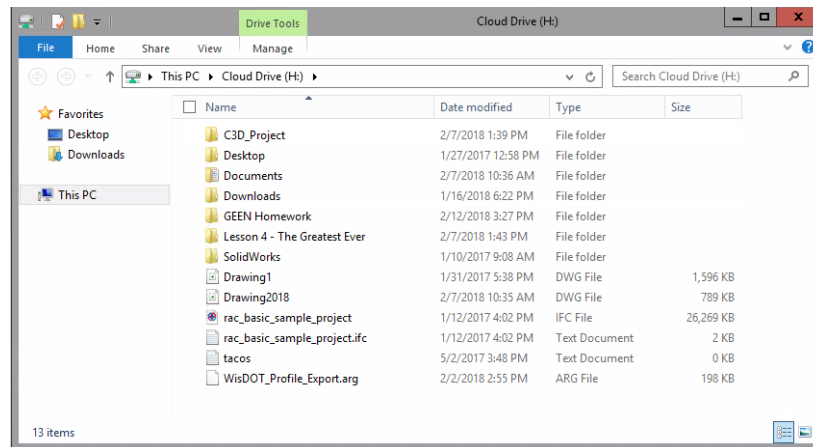 Drive Tools
Cloud Drive (H:)
File Home Share View Manage
This PC Cloud Drive (H:) Search Cloud Drive (H:)
Favorites
Desktop
Downloads
This PC
Name Date modified Type Size
C3D_Project 2/7/2018 1:39 PM File folder
Desktop 1/27/2017 12:58 PM File folder
Documents 2/7/2018 10:36 AM File folder
Downloads 1/16/2018 6:22 PM File folder
GEEN Homework 2/12/2018 3:27 PM File folder
Lesson 4 - The Greatest Ever 2/7/2018 1:43 PM File folder
SolidWorks 1/10/2017 9:08 AM File folder
Drawing1 1/31/2017 5:38 PM DWG File 1,596 KB
Drawing2018 2/7/2018 10:35 AM DWG File 789 KB
rac_basic_sample_project 1/12/2017 4:02 PM IFC File 26,269 KB
rac_basic_sample_project.ifc 1/12/2017 4:02 PM Text Document 2 KB
tacos 5/2/2017 3:48 PM Text Document 0 KB
WisDOT_Profile_Export.arg 2/2/2018 2:55 PM ARG File 198 KB
13 items